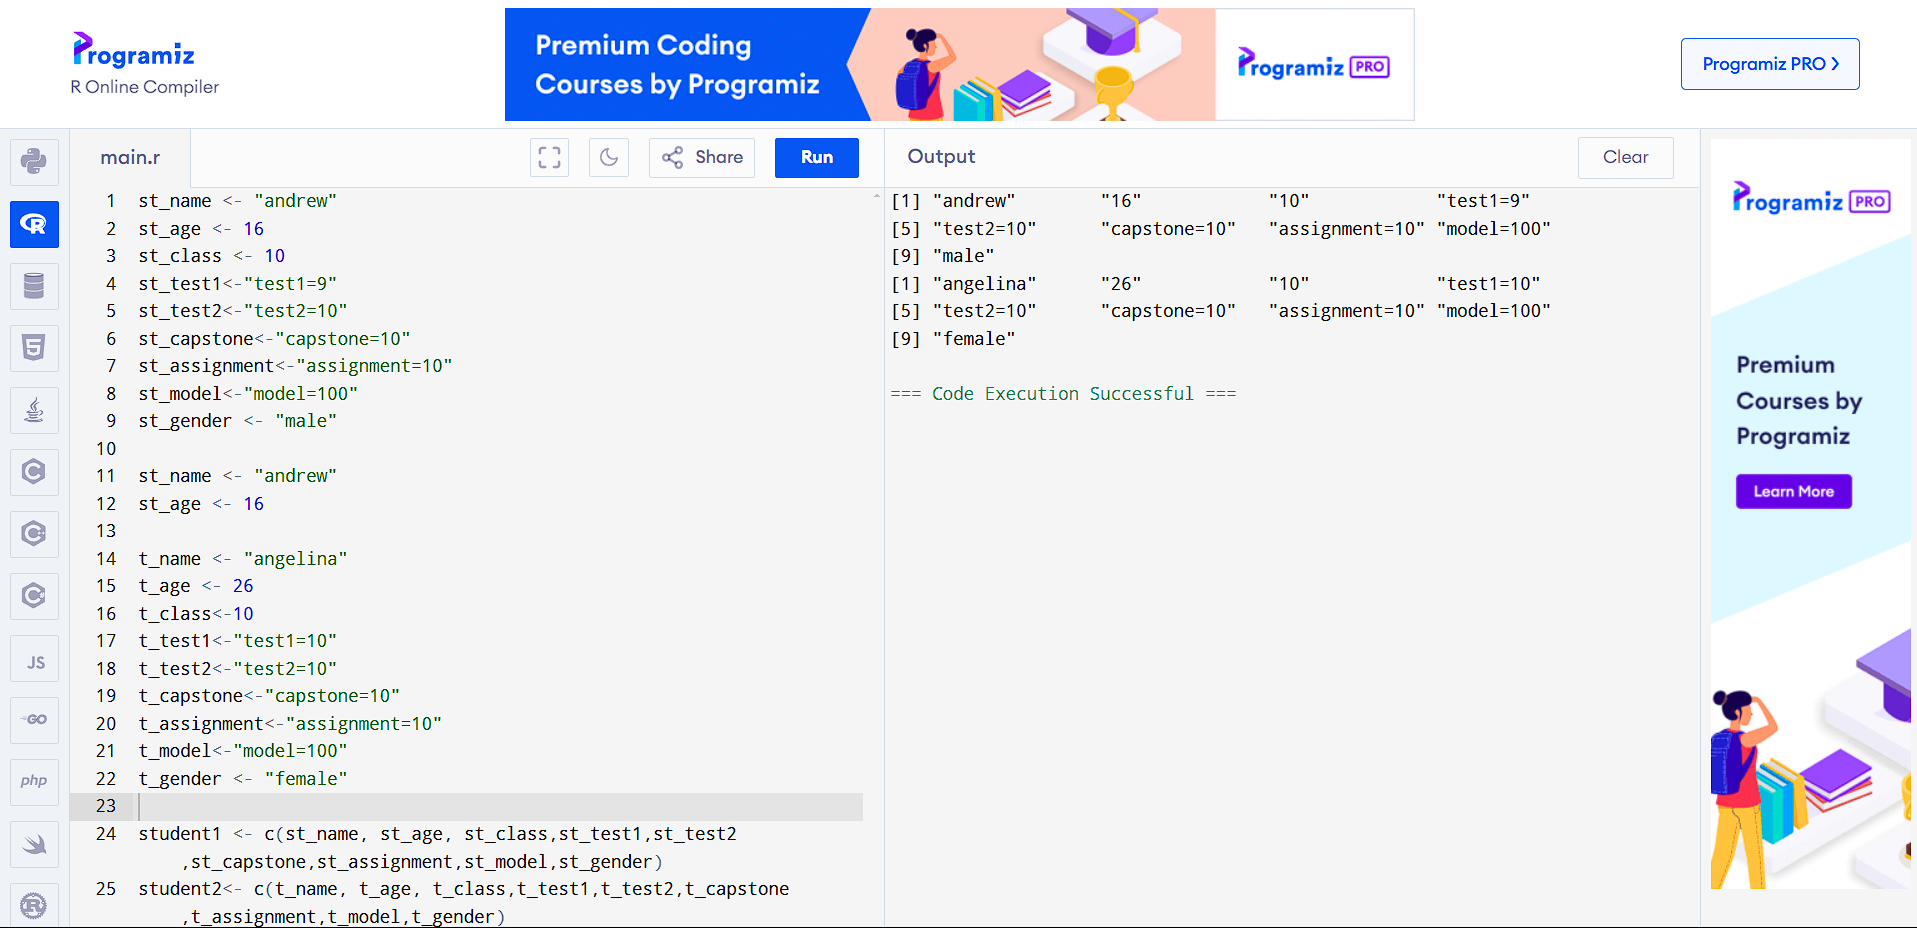 Programiz
R Online Compiler
Premium Coding
Courses by Programiz
Programiz PRO
Programiz PRO ❯
main.r
Share
Run
Output
Clear
1 st_name <- "andrew"
2 st_age <- 16
3 st_class <- 10
4 st_test1<-"test1=9"
5 st_test2<-"test2=10"
6 st_capstone<-"capstone=10"
7 st_assignment<-"assignment=10"
8 st_model<-"model=100"
9 st_gender <- "male"
10
11 st_name <- "andrew"
12 st_age <- 16
13
14 t_name <- "angelina"
15 t_age <- 26
16 t_class<-10
17 t_test1<-"test1=10"
18 t_test2<-"test2=10"
19 t_capstone<-"capstone=10"
20 t_assignment<-"assignment=10"
21 t_model<-"model=100"
22 t_gender <- "female"
23
24 student1 <- c(st_name, st_age, st_class,st_test1,st_test2
,st_capstone,st_assignment,st_model,st_gender)
25 student2<- c(t_name, t_age, t_class,t_test1,t_test2,t_capstone
,t_assignment,t_model,t_gender)
[1] "andrew" "16" "10" "test1=9"
[5] "test2=10" "capstone=10" "assignment=10" "model=100"
[9] "male"
[1] "angelina" "26" "10" "test1=10"
[5] "test2=10" "capstone=10" "assignment=10" "model=100"
[9] "female"
=== Code Execution Successful ===
R
5
C
C
C
JS
GO
php
R
Programiz PRO
Premium
Courses by
Programiz
Learn More